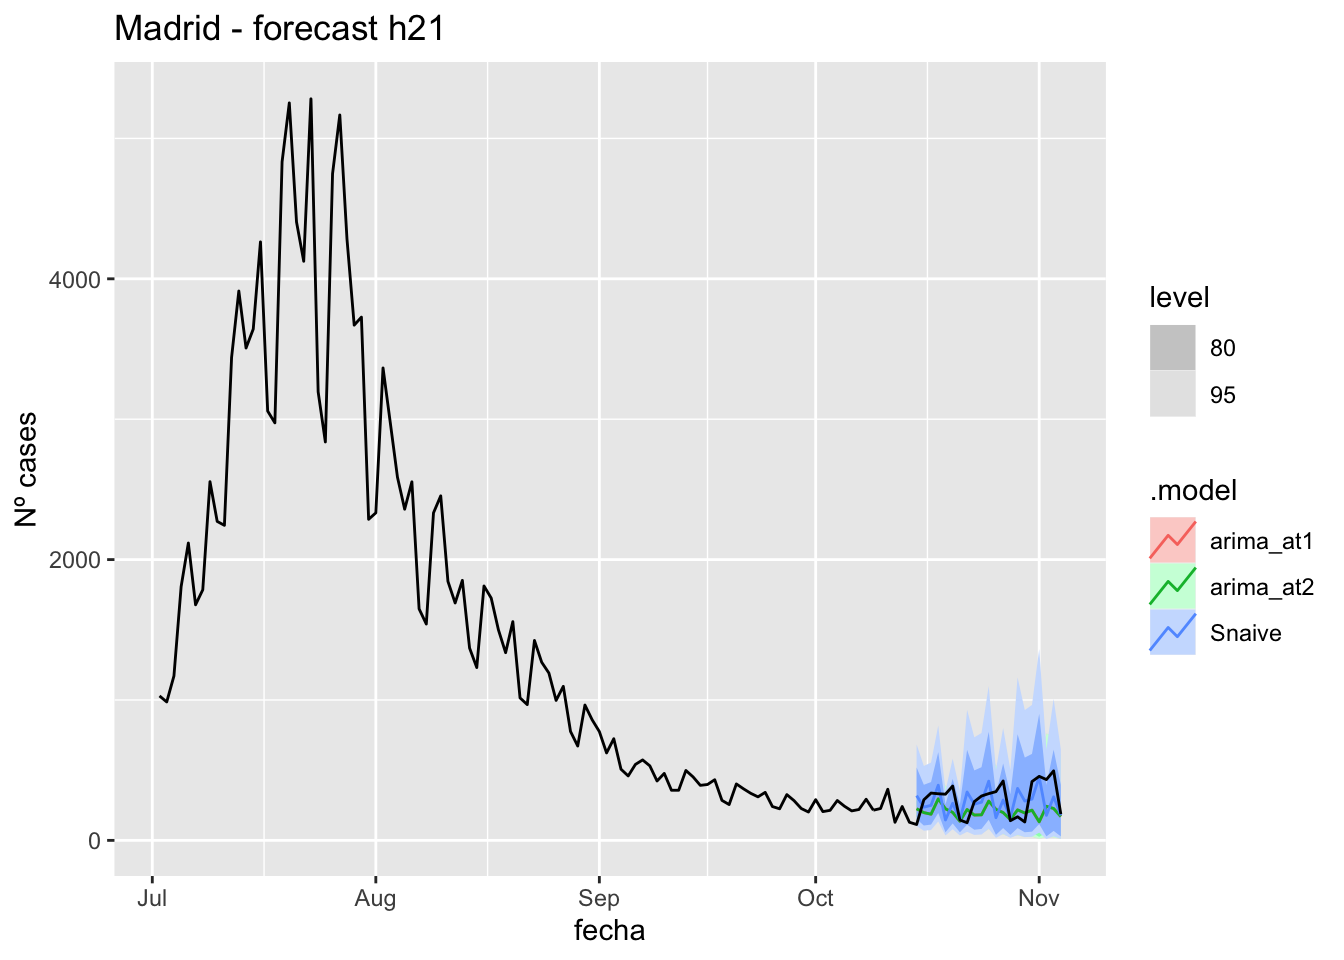 Madrid - forecast h21
Nº cases
4000
2000
0
Jul
Aug
Sep
Oct
Nov
fecha
level
80
95
.model
arima_at1
arima_at2
Snaive